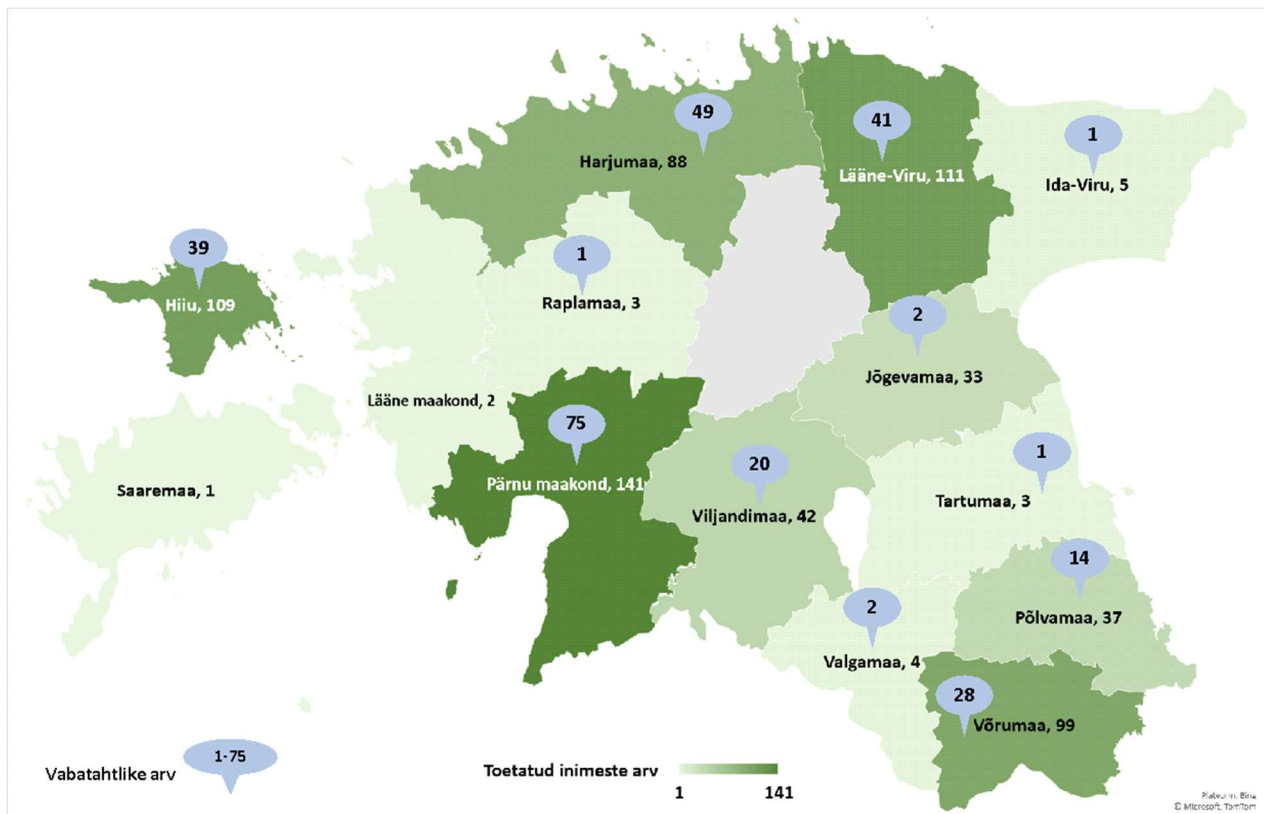 49
Harjumaa, 88
41
Lääne-Viru, 111
1
Ida-Viru, 5
39
Hiiu, 109
1
Raplamaa, 3
2
Jõgevamaa, 33
Lääne maakond, 2
75
Pärnu maakond, 141
20
Viljandimaa, 42
1
Tartumaa, 3
Saaremaa, 1
14
Põlvamaa, 37
2
Valgamaa, 4
28
Võrumaa, 99
Vabatahtlike arv
1-75
Toetatud inimeste arv
1
141
Platvorm: Bing
© Microsoft, TomTom